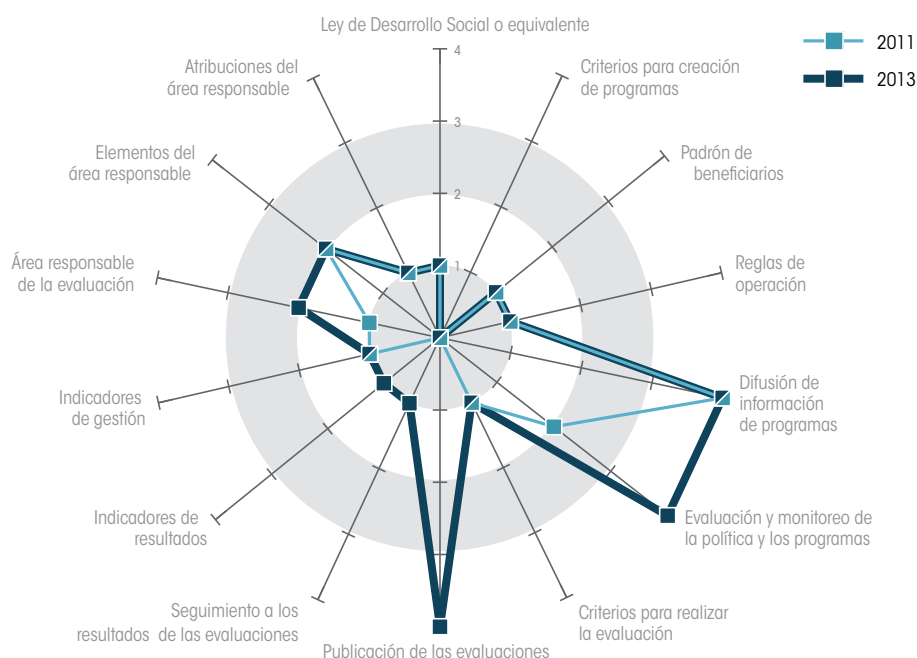 Ley de Desarrollo Social o equivalente
4
3
2
1
2011
2013
Criterios para creación
de programas
Padrón de
beneficiarios
Reglas de
operación
Difusión de
información
de programas
Evaluación y monitoreo de
la política y los programas
Criterios para realizar
la evaluación
Publicación de las evaluaciones
Seguimiento a los
resultados de las evaluaciones
Indicadores de
resultados
Indicadores
de gestión
Área responsable
de la evaluación
Elementos del
área responsable
Atribuciones del
área responsable